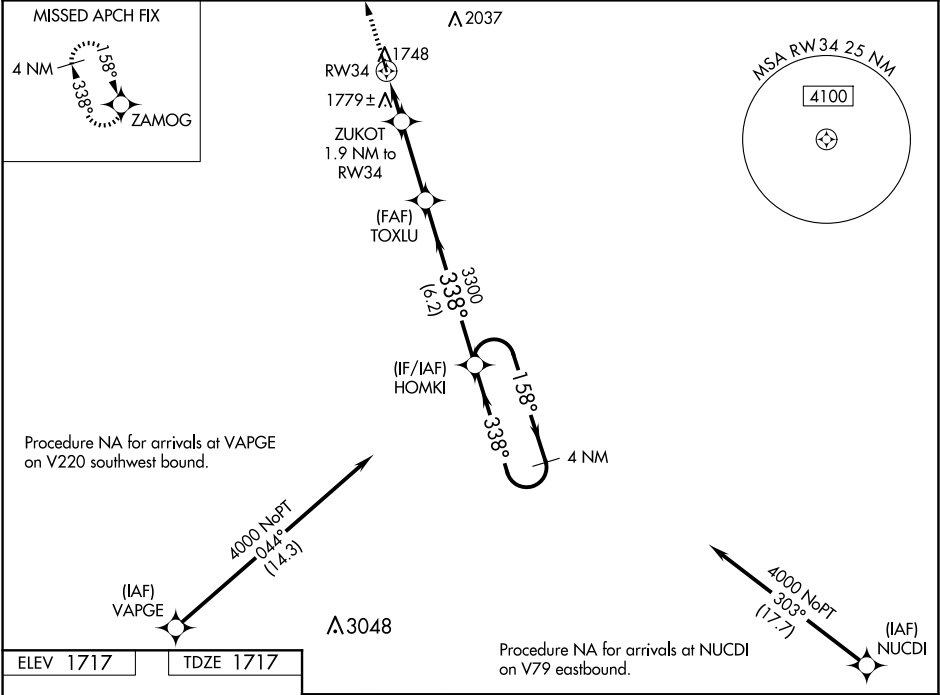 MISSED APCH FIX
4 NM
158°
338°
ZAMOG
2037
1748
RW34
1779±
ZUKOT
1.9 NM to
RW34
(FAF)
TOXLU
3300
338°
(6.2)
(IF/IAF)
HOMKI
158°
338°
4 NM
MSA RW34 25 NM
4100
Procedure NA for arrivals at VAPGE
on V220 southwest bound.
4000 NoPT
044°
(14.3)
(IAF)
VAPGE
3048
4000 NoPT
303°
(17.7)
(IAF)
NUCDI
Procedure NA for arrivals at NUCDI
on V79 eastbound.
ELEV 1717
TDZE 1717